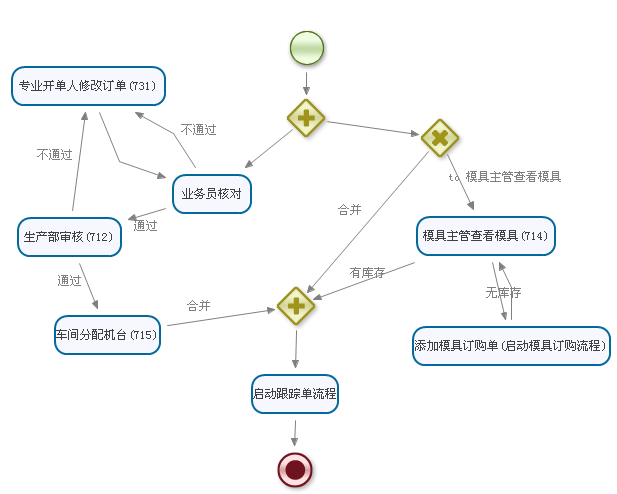 专业开单人修改订单(731)
不通过
不通过
to 模具主管查看模具
业务员核对
合并
通过
生产部审核(712)
模具主管查看模具(714)
有库存
通过
无库存
合并
车间分配机台(715)
添加模具订购单(启动模具订购流程)
启动跟踪单流程